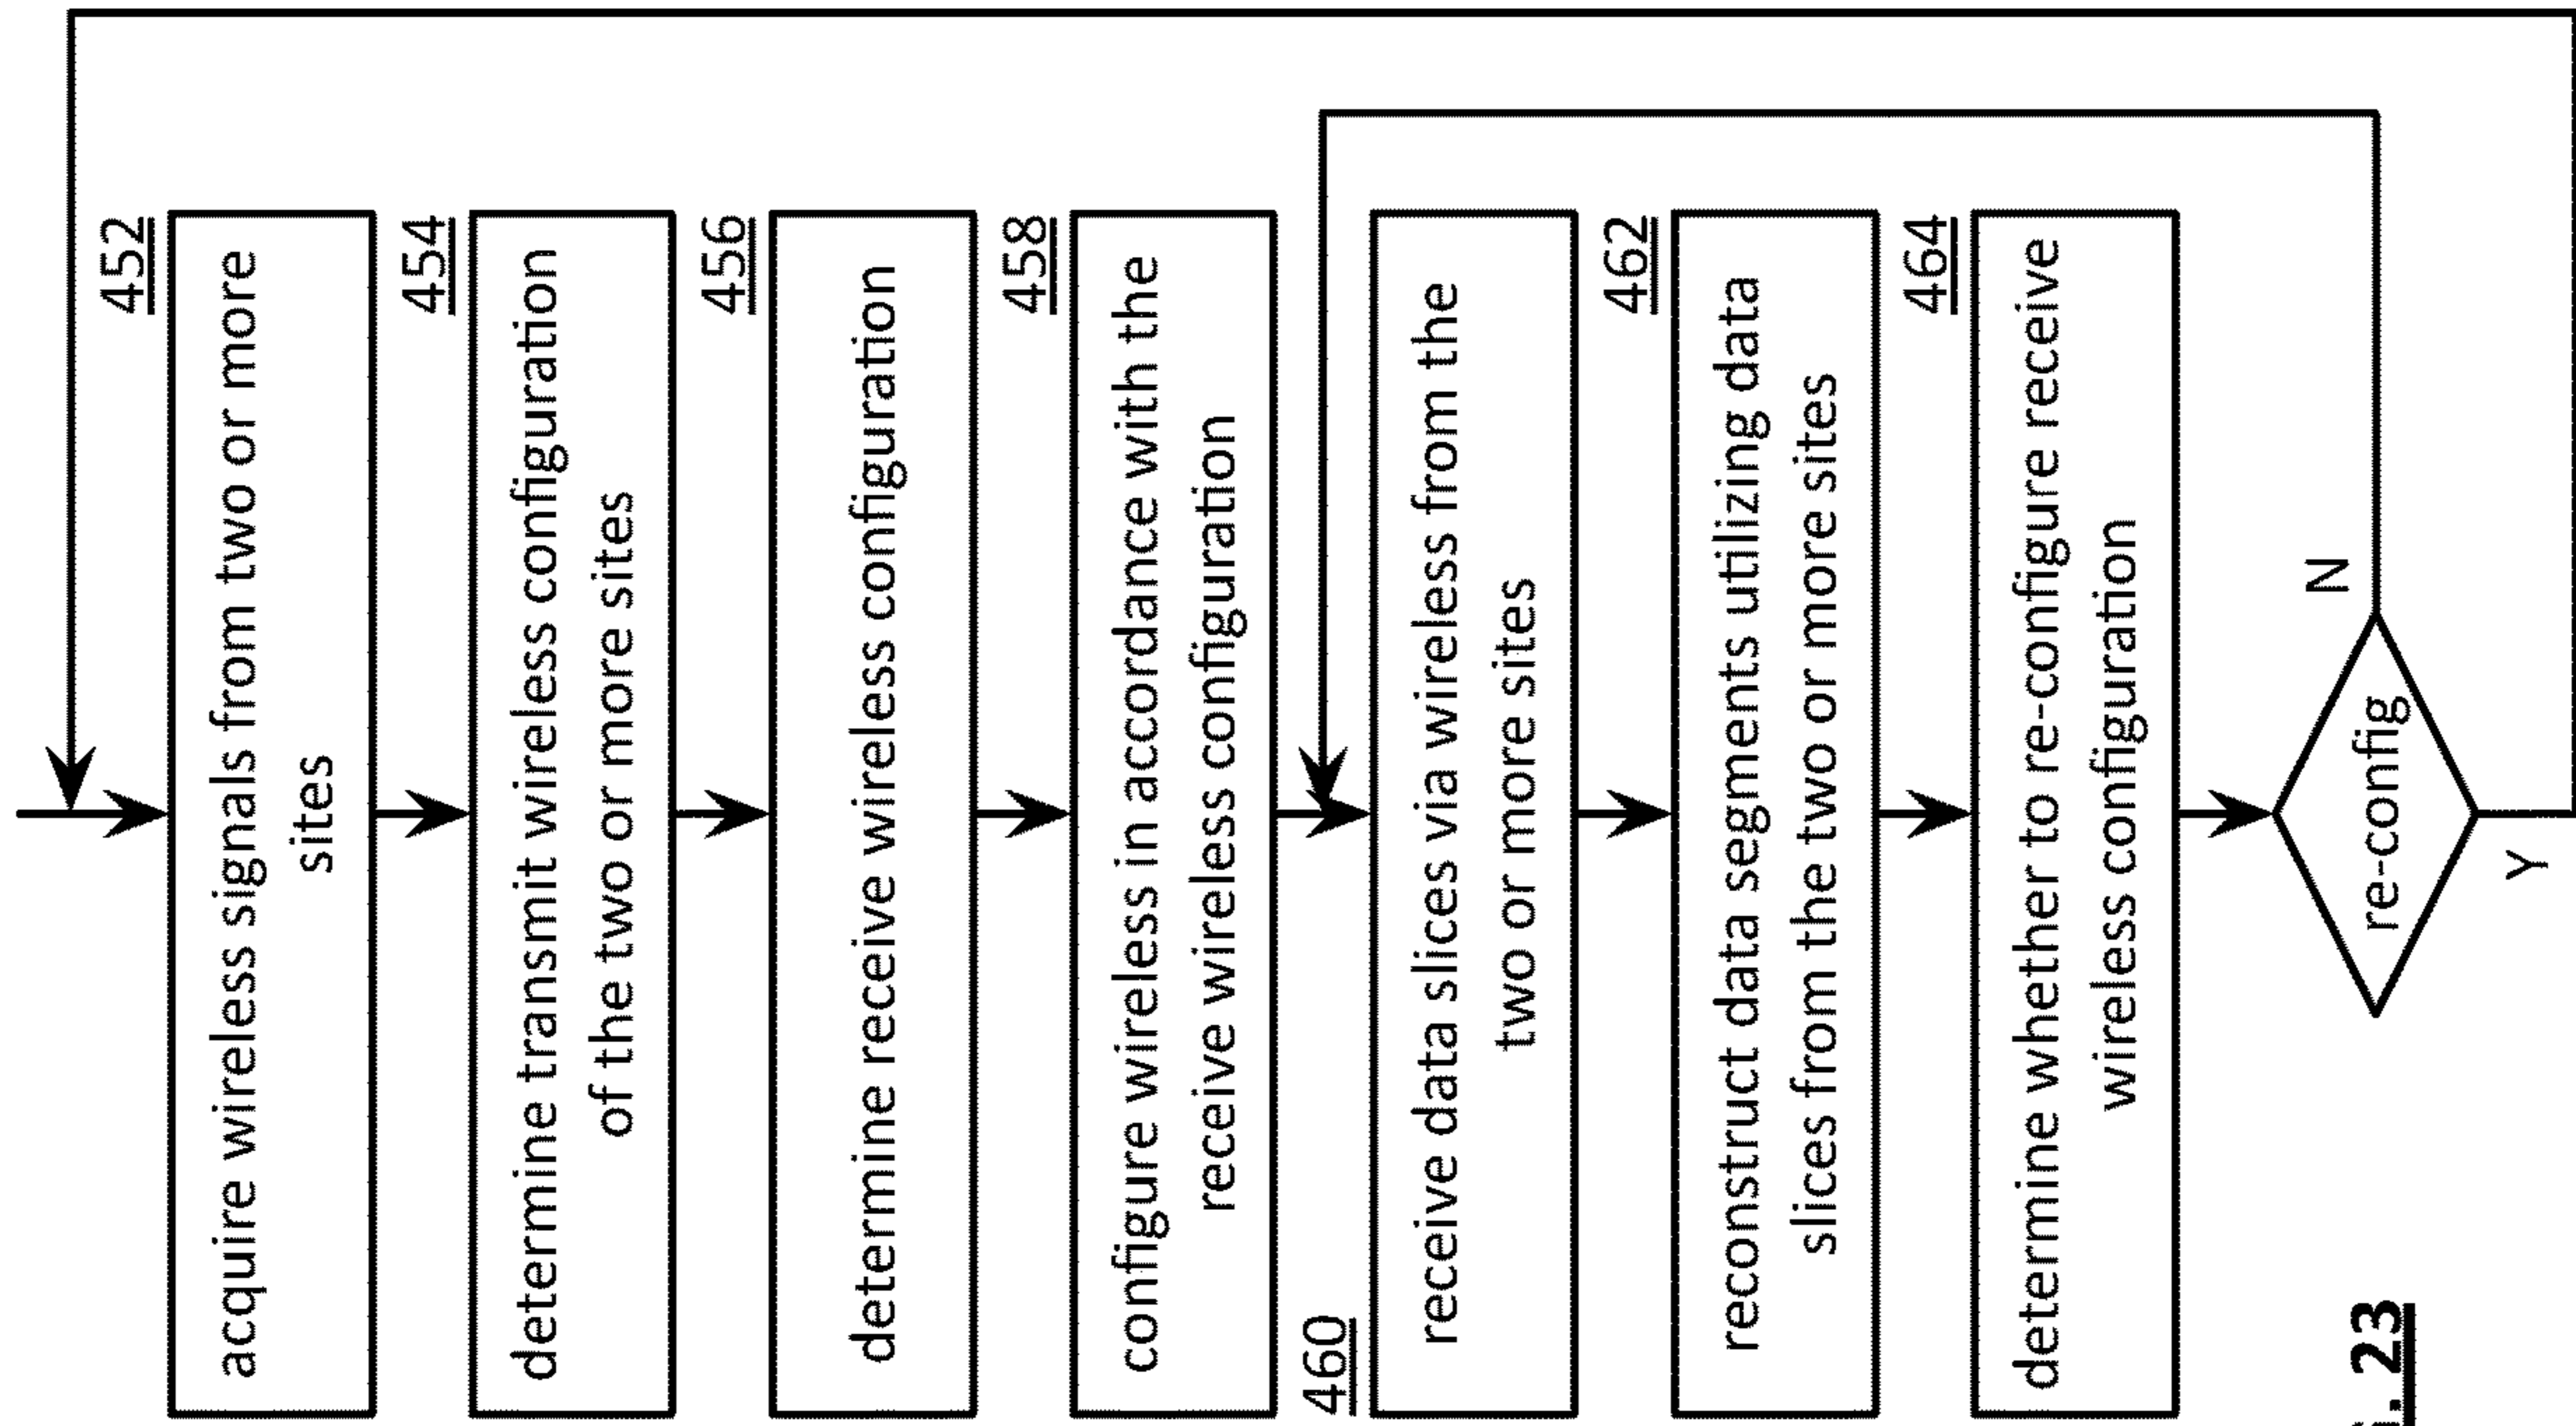 452
acquire wireless signals from two or more
sites
454
determine transmit wireless configuration
of the two or more sites
456
determine receive wireless configuration
458
configure wireless in accordance with the
receive wireless configuration
460
receive data slices via wireless from the
two or more sites
462
reconstruct data segments utilizing data
slices from the two or more sites
464
determine whether to re-configure receive
wireless configuration
re-config
N
Y
. 23